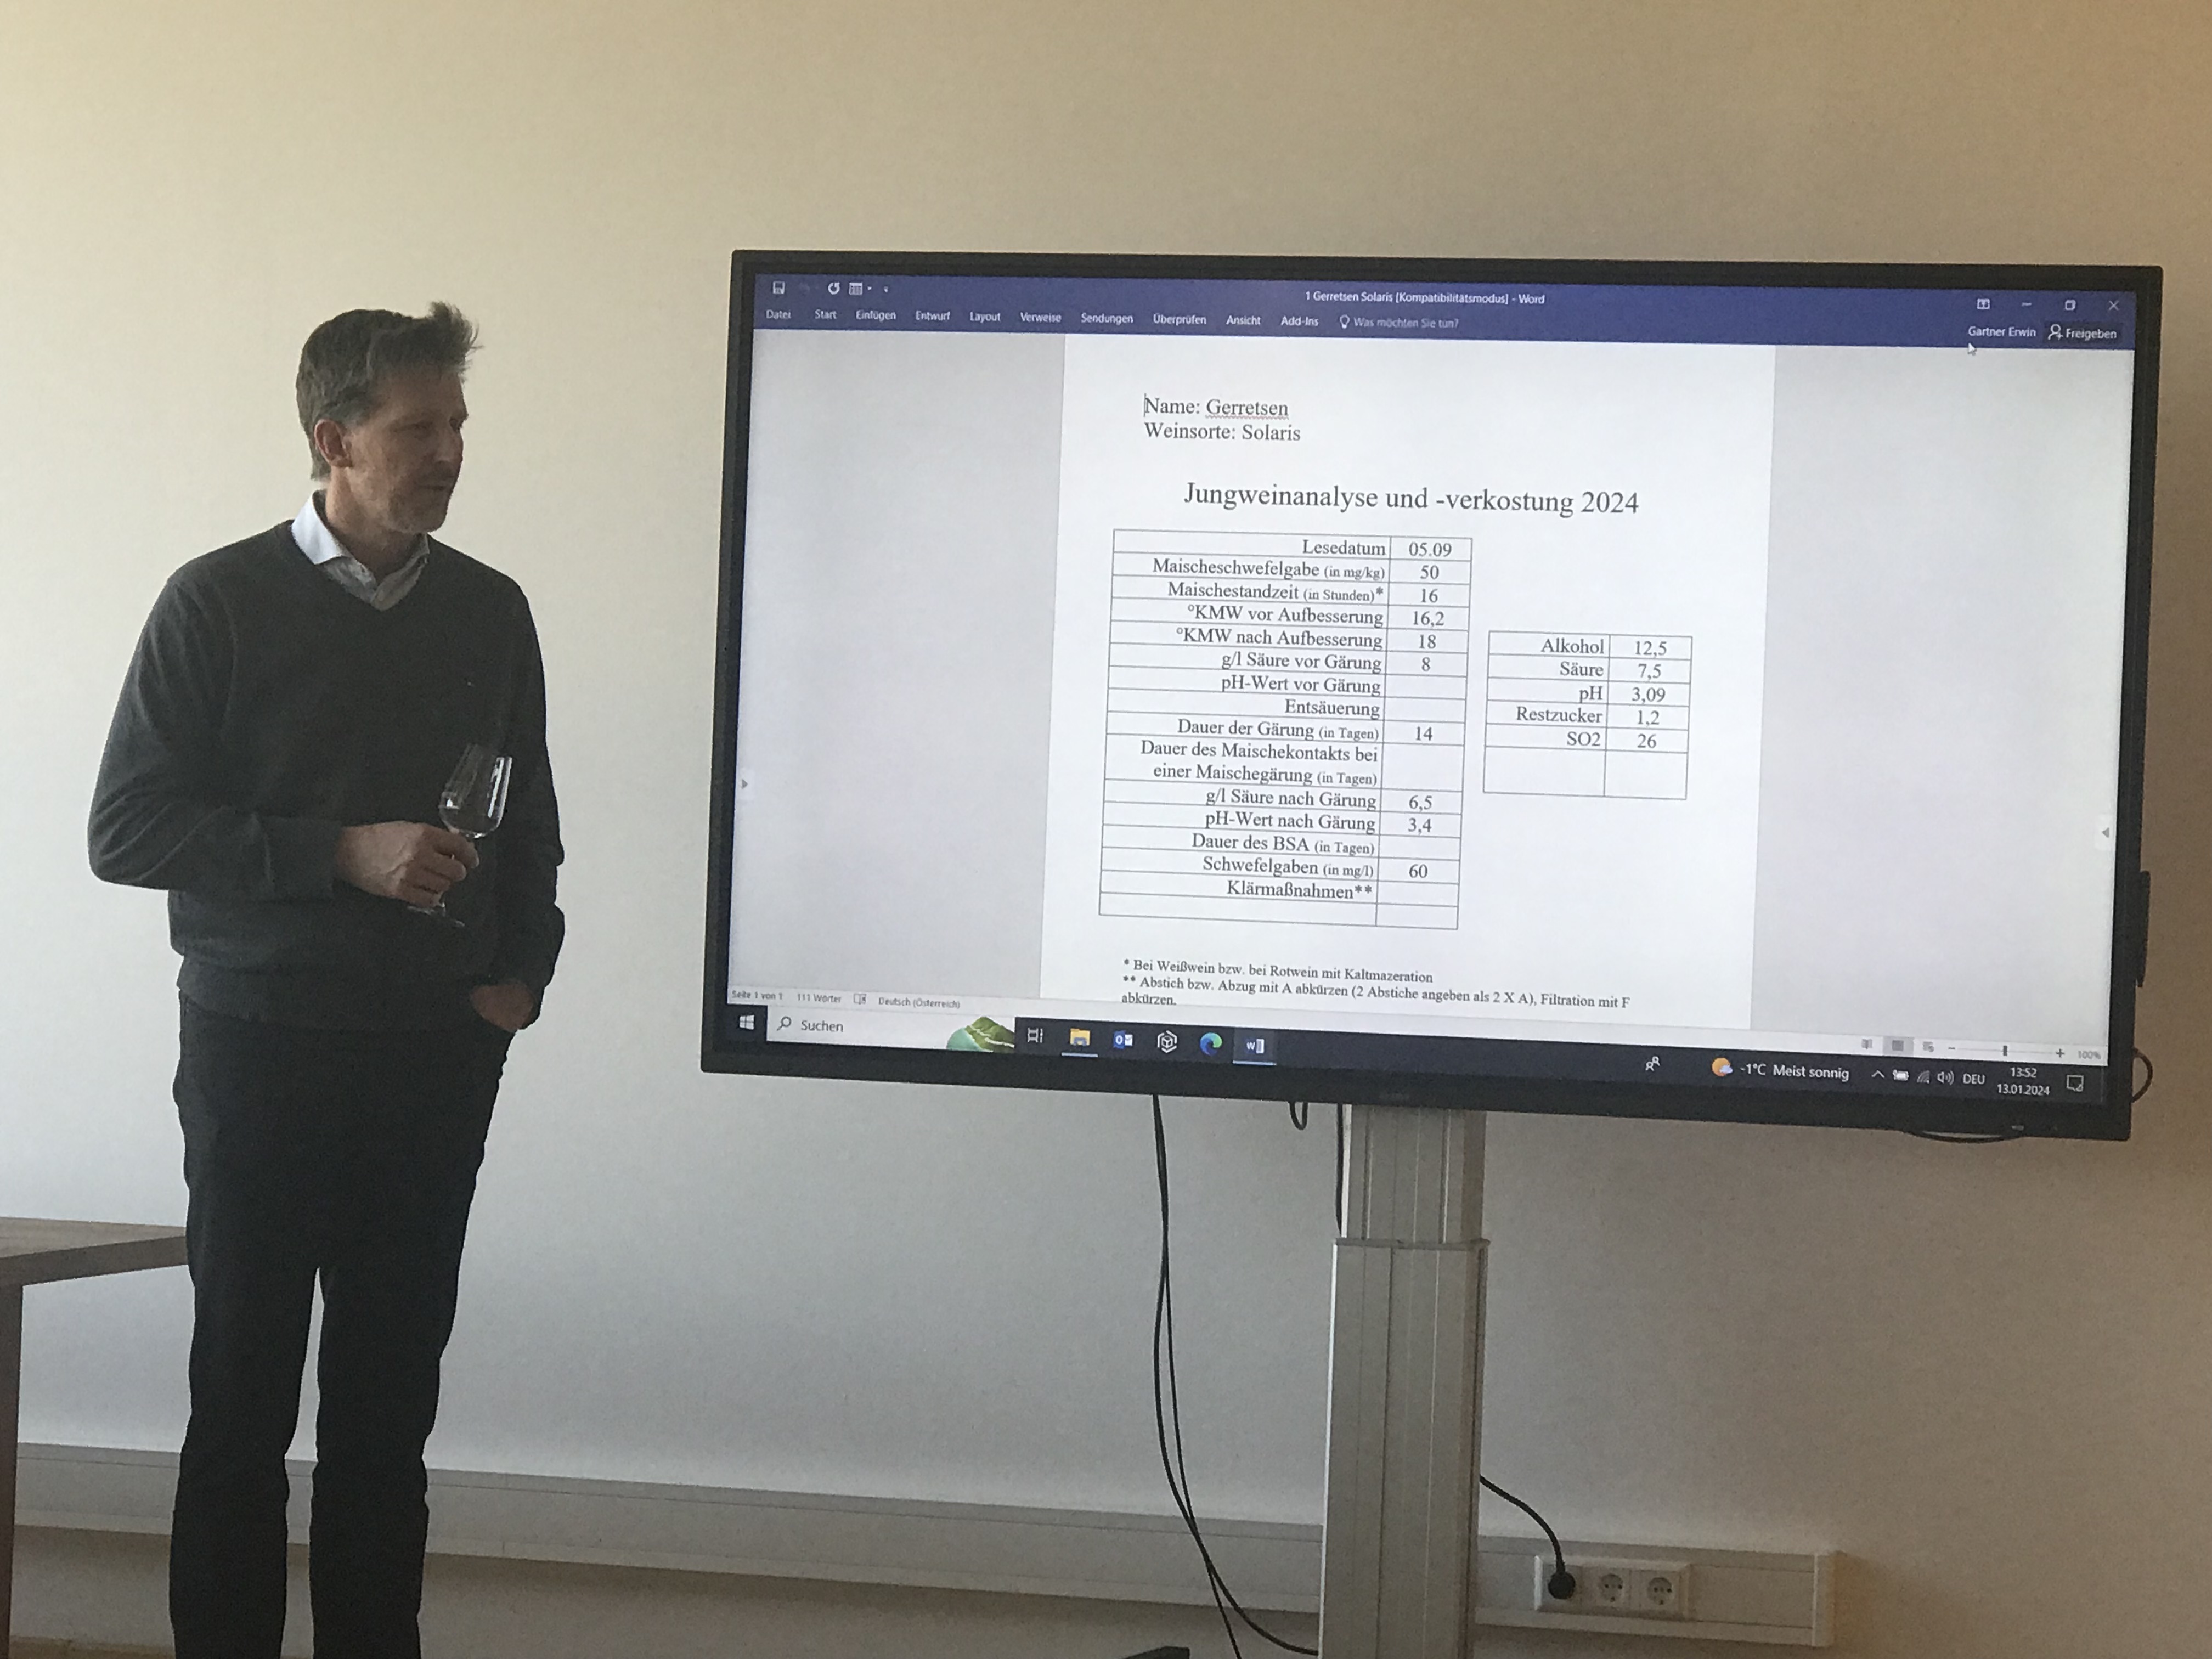 1 Gerretsen Solaris [Kompatibilitätsmodus] - Word
Datei Start Einfügen Entwurf Layout Verweise Sendungen Überprüfen Ansicht Add-Ins Was möchten Sie tun?
Gartner Erwin Freigeben
Name: Gerretsen
Weinsorte: Solaris
Jungweinanalyse und -verkostung 2024
Lesedatum 05.09
Maischeschwefelgabe (in mg/kg) 50
Maischestandzeit (in Stunden)* 16
°KMW vor Aufbesserung 16,2
°KMW nach Aufbesserung 18
g/l Säure vor Gärung 8
pH-Wert vor Gärung
Entsäuerung
Dauer der Gärung (in Tagen) 14
Dauer des Maischekontakts bei
einer Maischegärung (in Tagen)
g/l Säure nach Gärung 6,5
pH-Wert nach Gärung 3,4
Dauer des BSA (in Tagen)
Schwefelgaben (in mg/l) 60
Klärmaßnahmen**
Alkohol 12,5
Säure 7,5
pH 3,09
Restzucker 1,2
SO2 26
* Bei Weißwein bzw. bei Rotwein mit Kaltmazeration
** Abstich bzw. Abzug mit A abkürzen (2 Abstiche angeben als 2 X A), Filtration mit F
abkürzen.
Seite 1 von 1 111 Wörter Deutsch (Österreich)
100%
Suchen
-1°C Meist sonnig
DEU
13:52
13.01.2024